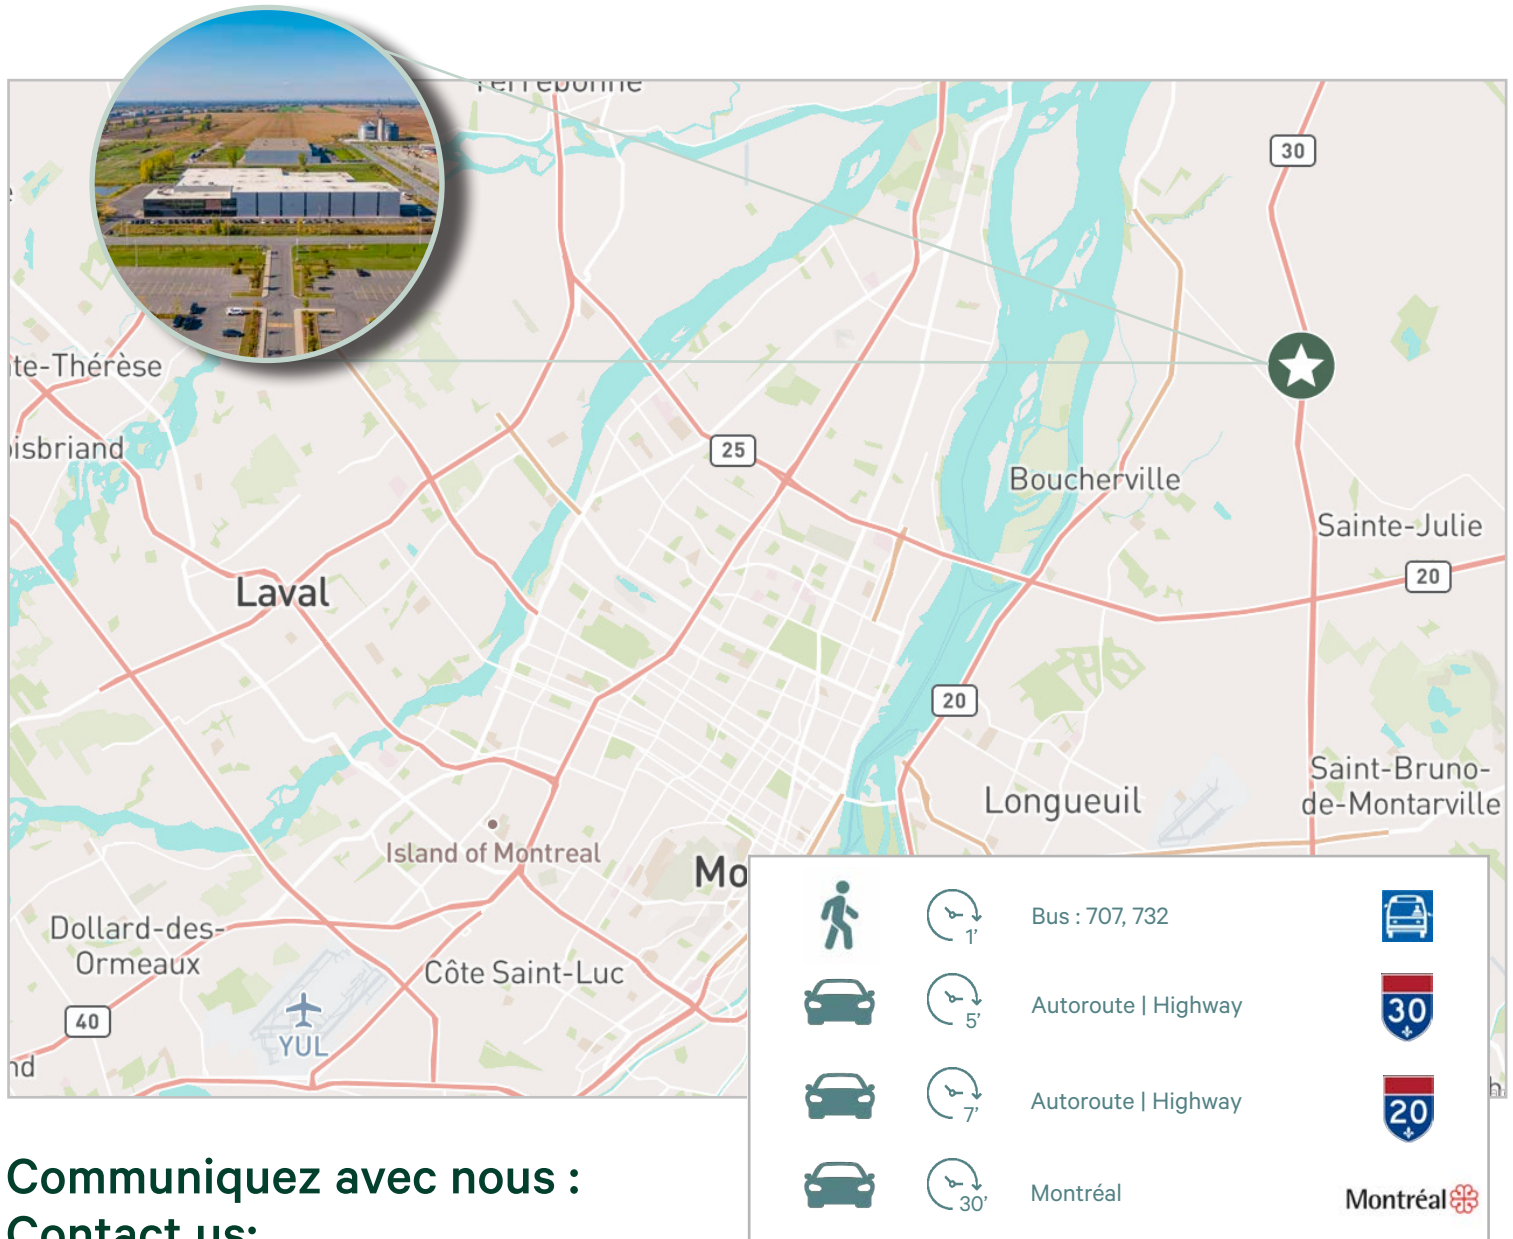 Terrebonne
30
te-Thérèse
oisbriand
25
Boucherville
Sainte-Julie
20
Laval
20
Saint-Bruno-
de-Montarville
Longueuil
Island of Montreal
Mo
Dollard-des-
Ormeaux
Côte Saint-Luc
40
YUL
nd
1’ Bus : 707, 732
5’ Autoroute | Highway 30
7’ Autoroute | Highway 20
30’ Montréal Montréal
Communiquez avec nous :
Contact us: